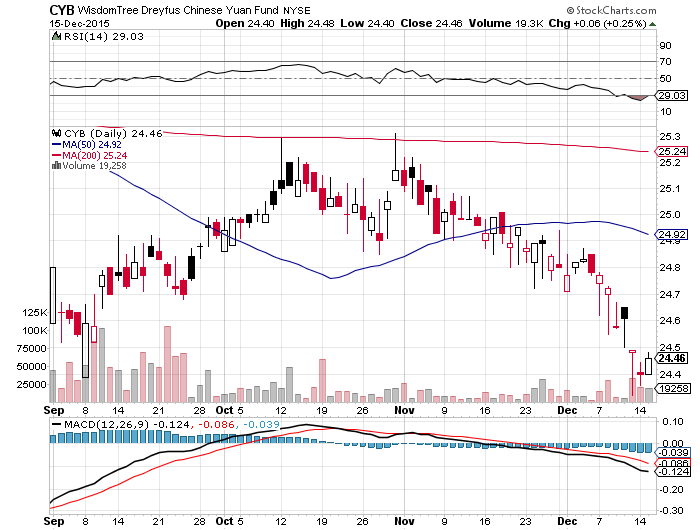 CYB WisdomTree Dreyfus Chinese Yuan Fund NYSE © StockCharts.com
15-Dec-2015 Open 24.40 High 24.48 Low 24.40 Close 24.46 Volume 19.3K Chg +0.06 (+0.25%)
RSI(14) 29.03
90
70
50
29.03
10
CYB (Daily) 24.46
MA(50) 24.92
MA(200) 25.24
Volume 19,258
25.3
25.24
25.2
25.1
25.0
24.92
24.9
24.8
24.7
24.6
24.5
24.46
24.4
19258
125K
100K
75000
50000
25000
Sep 8 14 21 28 Oct 5 12 19 26 Nov 9 16 23 Dec 7 14
MACD(12,26,9) -0.124, -0.086, -0.039
0.10
0.00
-0.039
-0.086
-0.124
-0.20
-0.30
Sep 8 14 21 28 Oct 5 12 19 26 Nov 9 16 23 Dec 7 14